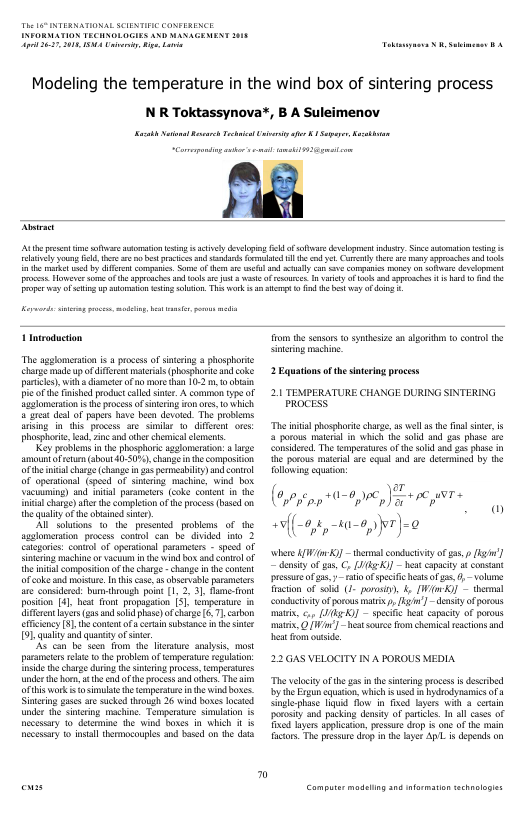 The 16th INTERNATIONAL SCIENTIFIC CONFERENCE
INFORMATION TECHNOLOGIES AND MANAGEMENT 2018
April 26-27, 2018, ISMA University, Riga, Latvia
Toktassynova N R, Suleimenov B A
Modeling the temperature in the wind box of sintering process
N R Toktassynova*, B A Suleimenov
Kazakh National Research Technical University after K I Satpayev, Kazakhstan
*Corresponding author's e-mail: tamaki1992@gmail.com
Abstract
At the present time software automation testing is actively developing field of software development industry. Since automation testing is
relatively young field, there are no best practices and standards formulated till the end yet. Currently there are many approaches and tools
in the market used by different companies. Some of them are useful and actually can save companies money on software development
process. However some of the approaches and tools are just a waste of resources. In variety of tools and approaches it is hard to find the
proper way of setting up automation testing solution. This work is an attempt to find the best way of doing it.
Keywords: sintering process, modeling, heat transfer, porous media
1 Introduction
The agglomeration is a process of sintering a phosphorite
charge made up of different materials (phosphorite and coke
particles), with a diameter of no more than 10-2 m, to obtain
pie of the finished product called sinter. A common type of
agglomeration is the process of sintering iron ores, to which
a great deal of papers have been devoted. The problems
arising in this process are similar to different ores:
phosphorite, lead, zinc and other chemical elements.
Key problems in the phosphoric agglomeration: a large
amount of return (about 40-50%), change in the composition
of the initial charge (change in gas permeability) and control
of operational (speed of sintering machine, wind box
vacuuming) and initial parameters (coke content in the
initial charge) after the completion of the process (based on
the quality of the obtained sinter).
All solutions to the presented problems of the
agglomeration process control can be divided into 2
categories: control of operational parameters - speed of
sintering machine or vacuum in the wind box - and control of
the initial composition of the charge - change in the content
of coke and moisture. In this case, as observable parameters
are considered: burn-through point [1, 2, 3], flame-front
position [4], heat front propagation [5], temperature in
different layers (gas and solid phase) of charge [6, 7], carbon
efficiency [8], the content of a certain substance in the sinter
[9], quality and quantity of sinter.
As can be seen from the literature analysis, most
parameters relate to the problem of temperature regulation:
inside the charge during the sintering process, temperatures
under the horn, at the end of the process and others. The aim
of this work is to simulate the temperature in the wind boxes.
Sintering gases are sucked through 26 wind boxes located
under the sintering machine. Temperature simulation is
necessary to determine the wind boxes in which it is
necessary to install thermocouples and based on the data
from the sensors to synthesize an algorithm to control the
sintering machine.
2 Equations of the sintering process
2.1 TEMPERATURE CHANGE DURING SINTERING
PROCESS
The initial phosphorite charge, as well as the final sinter, is
a porous material in which the solid and gas phase are
considered. The temperatures of the solid and gas phase in
the porous material are equal and are determined by the
following equation:
(θpρpcp.p + (1−θp)ρCp) ∂T/∂t + ρCpu∇T +
+∇((−θpkp − k(1−θp))∇T) = Q , (1)
where k[W/(m·K)] – thermal conductivity of gas, ρ [kg/m³]
– density of gas, Cp [J/(kg·K)] – heat capacity at constant
pressure of gas, γ – ratio of specific heats of gas, θp – volume
fraction of solid (1- porosity), kp [W/(m·K)] – thermal
conductivity of porous matrix ρp [kg/m³] – density of porous
matrix, cp.p [J/(kg·K)] – specific heat capacity of porous
matrix, Q [W/m³] – heat source from chemical reactions and
heat from outside.
2.2 GAS VELOCITY IN A POROUS MEDIA
The velocity of the gas in the sintering process is described
by the Ergun equation, which is used in hydrodynamics of a
single-phase liquid flow in fixed layers with a certain
porosity and packing density of particles. In all cases of
fixed layers application, pressure drop is one of the main
factors. The pressure drop in the layer Δp/L is depends on
70
CM25
Computer modelling and information technologies